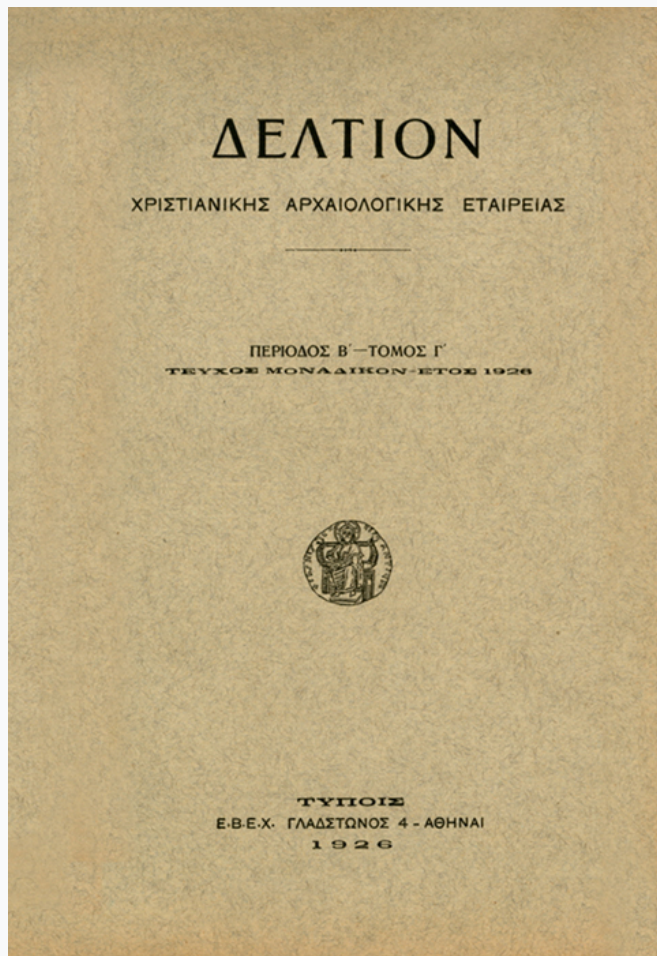 ΔΕΛΤΙΟΝ
ΧΡΙΣΤΙΑΝΙΚΗΣ ΑΡΧΑΙΟΛΟΓΙΚΗΣ ΕΤΑΙΡΕΙΑΣ
ΠΕΡΙΟΔΟΣ Β΄—ΤΟΜΟΣ Γ΄
ΤΕΥΧΟΣ ΜΟΝΑΔΙΚΟΝ-ΕΤΟΣ 1926
ΤΥΠΟΙΣ
Ε·Β·Ε·Χ· ΓΛΑΔΣΤΩΝΟΣ 4 - ΑΘΗΝΑΙ
1926